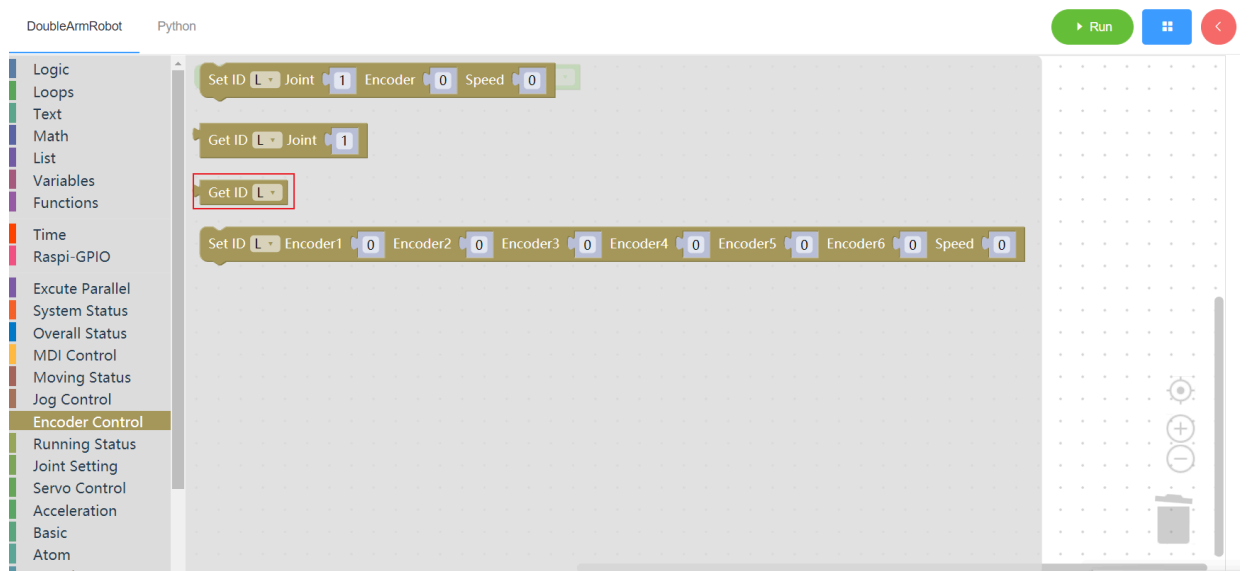 DoubleArmRobot Python Run
Logic
Loops
Text
Math
List
Variables
Functions
Time
Raspi-GPIO
Excute Parallel
System Status
Overall Status
MDI Control
Moving Status
Jog Control
Encoder Control
Running Status
Joint Setting
Servo Control
Acceleration
Basic
Atom
Set ID L Joint 1 Encoder 0 Speed 0
Get ID L Joint 1
Get ID L
Set ID L Encoder1 0 Encoder2 0 Encoder3 0 Encoder4 0 Encoder5 0 Encoder6 0 Speed 0